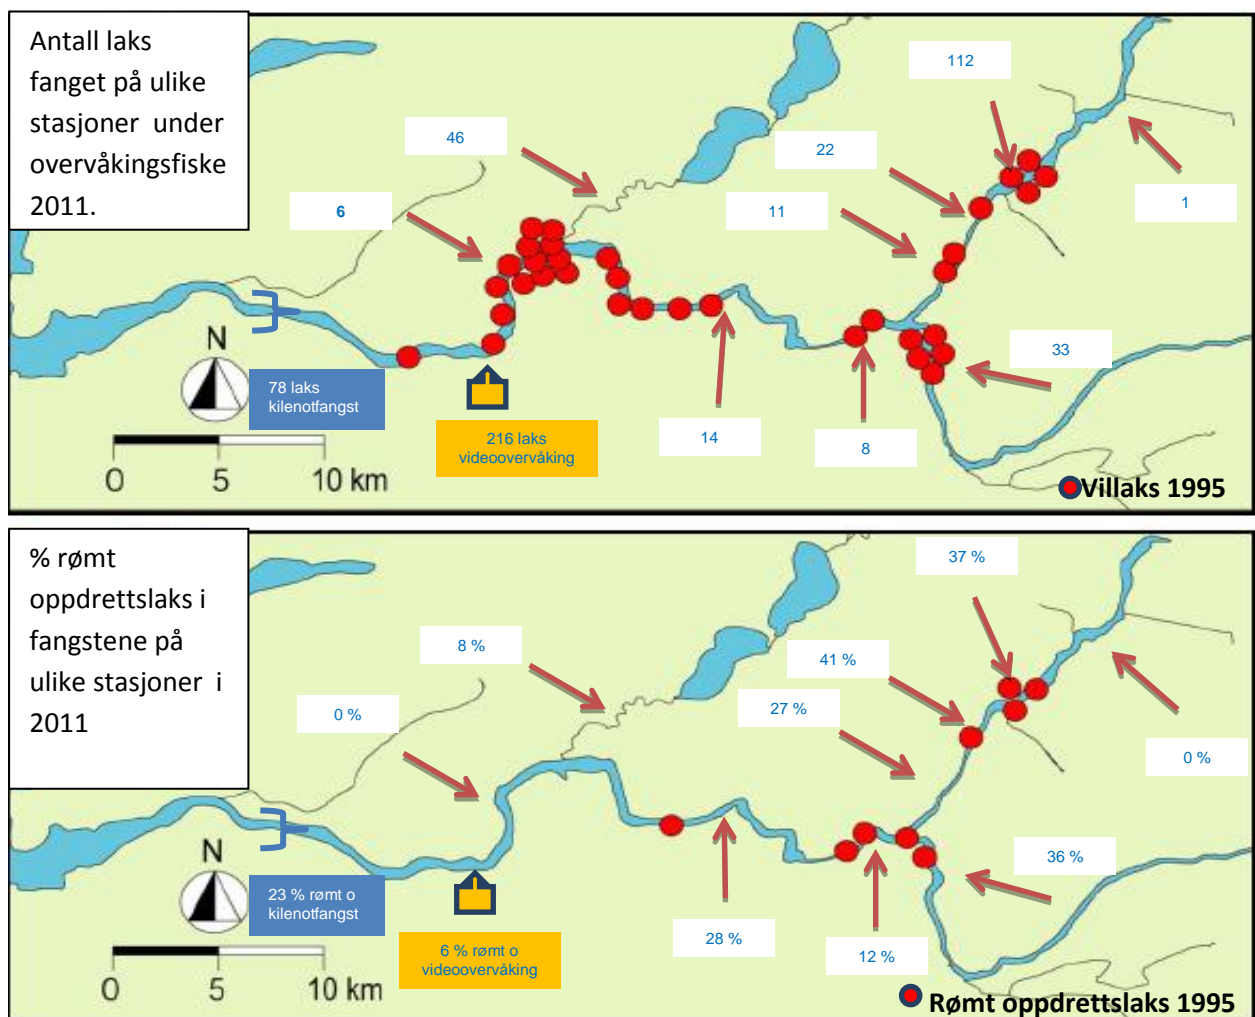 Antall laks
fanget på ulike
stasjoner under
overvåkingsfiske
2011.
112
46
22
6
11
1
N
78 laks
kilenotfangst
33
216 laks
videoovervåking
14
8
0 5 10 km
Villaks 1995
% rømt
oppdrettslaks i
fangstene på
ulike stasjoner i
2011
37 %
8 %
41 %
0 %
27 %
0 %
N
23 % rømt o
kilenotfangst
36 %
6 % rømt o
videoovervåking
28 %
12 %
0 5 10 km
Rømt oppdrettslaks 1995